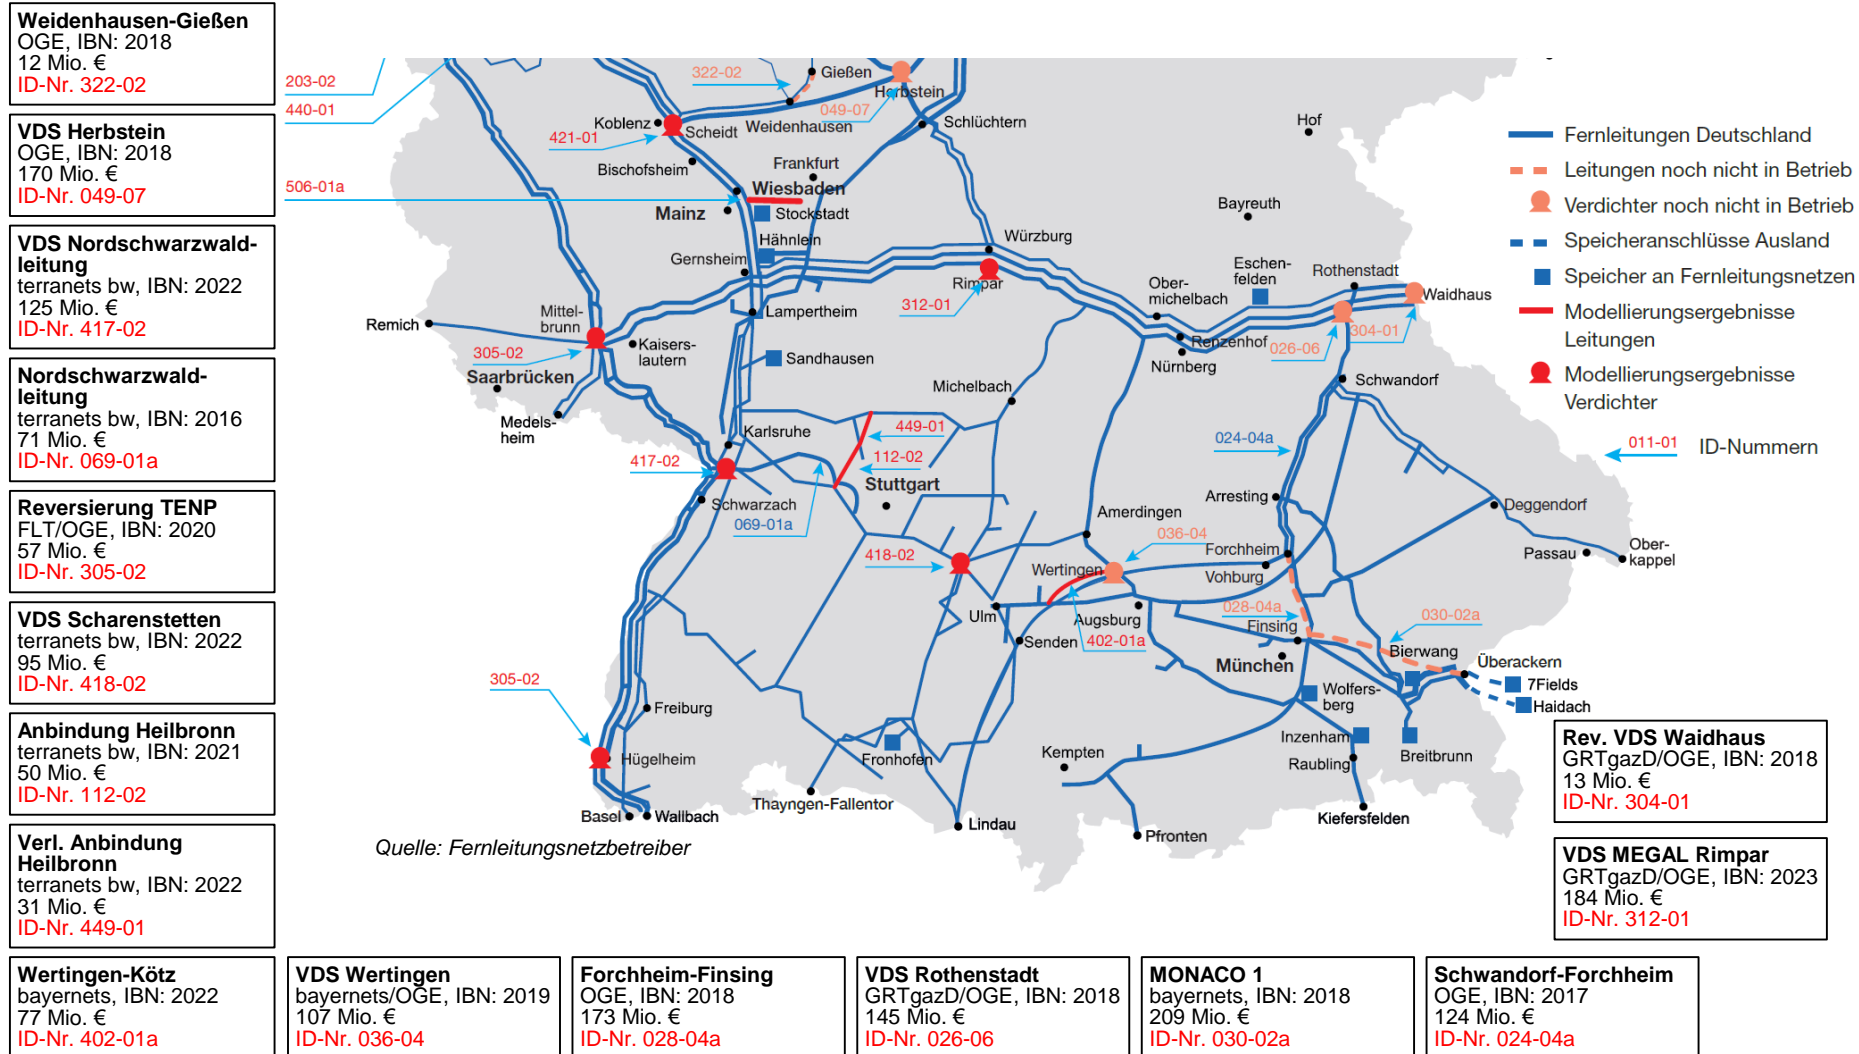 Weidenhausen-Gießen
OGE, IBN: 2018
12 Mio. €
ID-Nr. 322-02
VDS Herbstein
OGE, IBN: 2018
170 Mio. €
ID-Nr. 049-07
VDS Nordschwarzwald-
leitung
terranets bw, IBN: 2022
125 Mio. €
ID-Nr. 417-02
Nordschwarzwald-
leitung
terranets bw, IBN: 2016
71 Mio. €
ID-Nr. 069-01a
Reversierung TENP
FLT/OGE, IBN: 2020
57 Mio. €
ID-Nr. 305-02
VDS Scharenstetten
terranets bw, IBN: 2022
95 Mio. €
ID-Nr. 418-02
Anbindung Heilbronn
terranets bw, IBN: 2021
50 Mio. €
ID-Nr. 112-02
Verl. Anbindung
Heilbronn
terranets bw, IBN: 2022
31 Mio. €
ID-Nr. 449-01
203-02
440-01
506-01a
322-02
Gießen
Herbstein
049-07
Koblenz
Scheidt
Weidenhausen
421-01
Schlüchtern
Hof
Bischofsheim
Frankfurt
Wiesbaden
Mainz
Stockstadt
Bayreuth
Hähnlein
Würzburg
Gernsheim
Rimpar
312-01
Eschen-
felden
Rothenstadt
Ober-
michelbach
Waidhaus
304-01
026-06
Mittel-
brunn
Remich
Lampertheim
Kaisers-
lautern
305-02
Saarbrücken
Sandhausen
Renzenhof
Nürnberg
Medels-
heim
Michelbach
Schwandorf
Karlsruhe
449-01
112-02
417-02
Stuttgart
024-04a
Schwarzach
069-01a
Arresting
Deggendorf
Amerdingen
036-04
418-02
Wertingen
Forchheim
Vohburg
Passau
Ober-
kappel
Ulm
Augsburg
402-01a
Senden
028-04a
Finsing
030-02a
München
Bierwang
Überackern
7Fields
Haidach
Wolfers-
berg
305-02
Freiburg
Hügelheim
Fronhofen
Kempten
Inzenham
Raubling
Breitbrunn
Basel
Wallbach
Thayngen-Fallentor
Lindau
Pfronten
Kiefersfelden
Quelle: Fernleitungsnetzbetreiber
Fernleitungen Deutschland
Leitungen noch nicht in Betrieb
Verdichter noch nicht in Betrieb
Speicheranschlüsse Ausland
Speicher an Fernleitungsnetzen
Modellierungsergebnisse
Leitungen
Modellierungsergebnisse
Verdichter
011-01
ID-Nummern
Rev. VDS Waidhaus
GRTgazD/OGE, IBN: 2018
13 Mio. €
ID-Nr. 304-01
VDS MEGAL Rimpar
GRTgazD/OGE, IBN: 2023
184 Mio. €
ID-Nr. 312-01
Wertingen-Kötz
bayernets, IBN: 2022
77 Mio. €
ID-Nr. 402-01a
VDS Wertingen
bayernets/OGE, IBN: 2019
107 Mio. €
ID-Nr. 036-04
Forchheim-Finsing
OGE, IBN: 2018
173 Mio. €
ID-Nr. 028-04a
VDS Rothenstadt
GRTgazD/OGE, IBN: 2018
145 Mio. €
ID-Nr. 026-06
MONACO 1
bayernets, IBN: 2018
209 Mio. €
ID-Nr. 030-02a
Schwandorf-Forchheim
OGE, IBN: 2017
124 Mio. €
ID-Nr. 024-04a